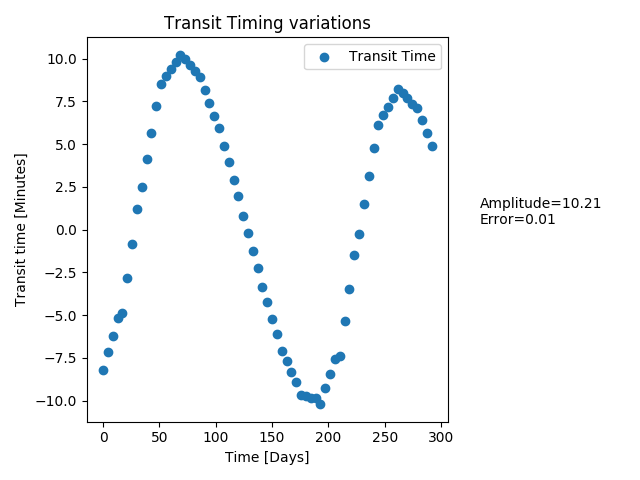 Transit Timing variations
Transit Time
Transit time [Minutes]
10.0
7.5
5.0
2.5
0.0
−2.5
−5.0
−7.5
−10.0
0
50
100
150
200
250
300
Time [Days]
Amplitude=10.21
Error=0.01